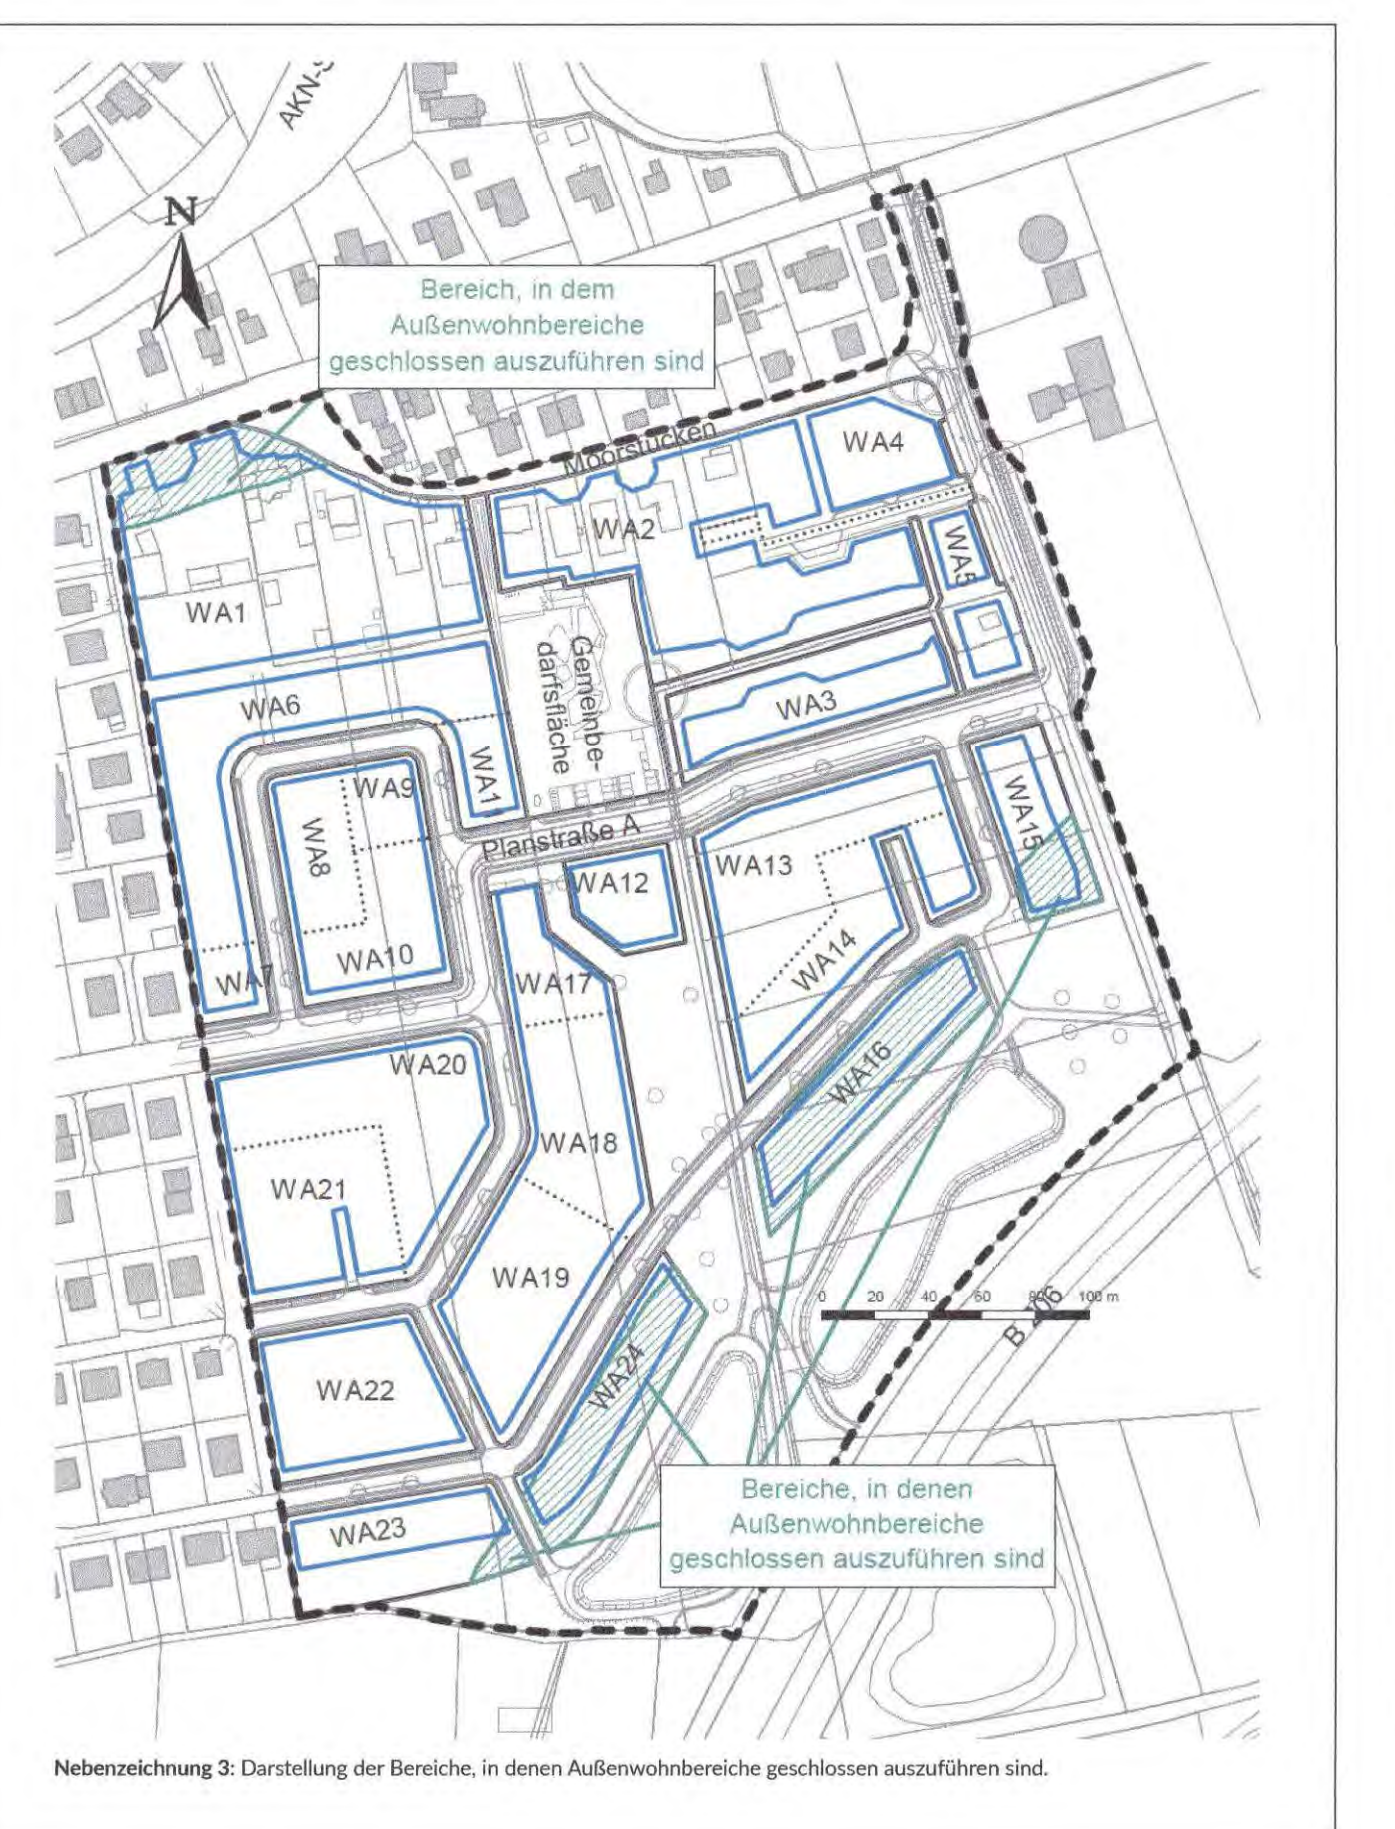 AKN-S
N
Bereich, in dem
Außenwohnbereiche
geschlossen auszuführen sind
Moorstücken
WA4
WA2
WA5
WA1
Gemeinbe-
darfsfläche
WA6
WA3
WA1
WA9
WA8
WA15
Planstraße A
WA12
WA13
WA10
WA7
WA14
WA17
WA20
WA16
WA18
WA21
WA19
0 20 40 60 80 100 m
B 206
WA24
WA22
WA23
Bereiche, in denen
Außenwohnbereiche
geschlossen auszuführen sind
Nebenzeichnung 3: Darstellung der Bereiche, in denen Außenwohnbereiche geschlossen auszuführen sind.